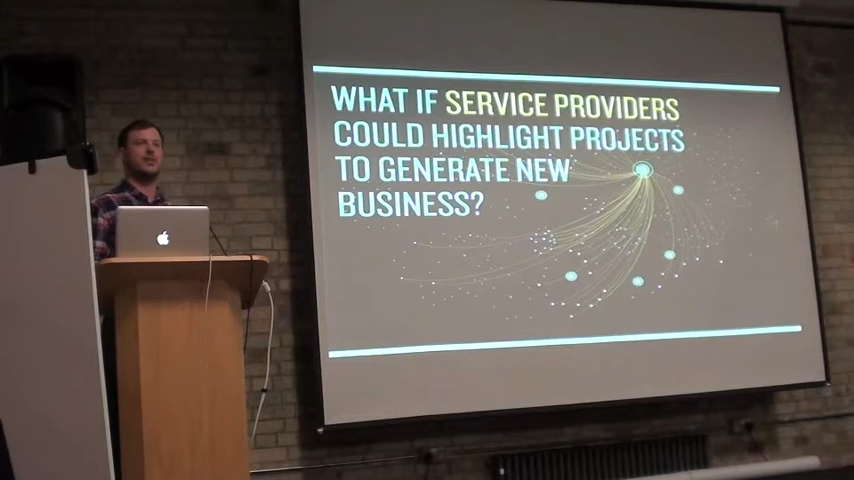 WHAT IF SERVICE PROVIDERS
COULD HIGHLIGHT PROJECTS
TO GENERATE NEW
BUSINESS?